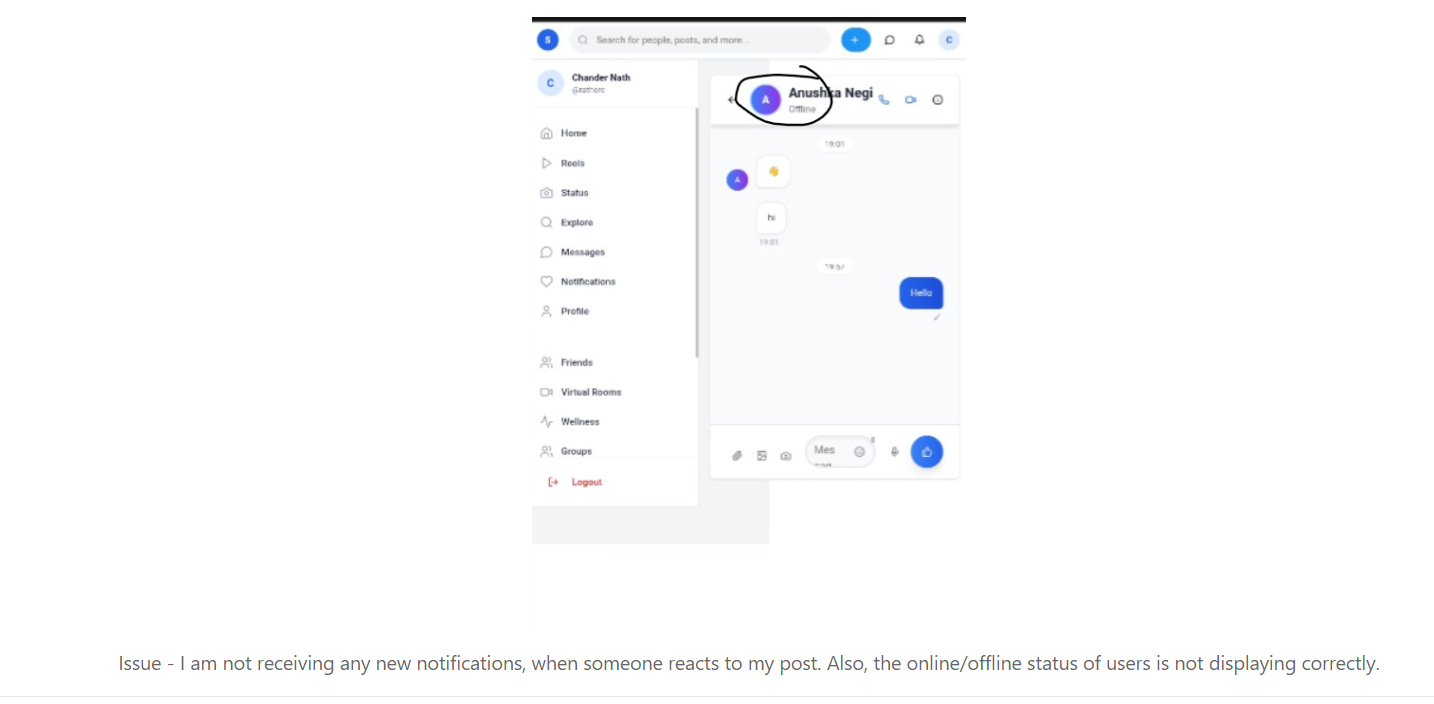 S
Search for people, posts, and more...
+
C
C
Chander Nath
Home
Reels
Status
Explore
Messages
Notifications
Profile
Friends
Virtual Rooms
Wellness
Groups
Logout
A
Anushka Negi
Offline
19:01
A
hi
19:01
19:57
Hello
Mes
Issue - I am not receiving any new notifications, when someone reacts to my post. Also, the online/offline status of users is not displaying correctly.